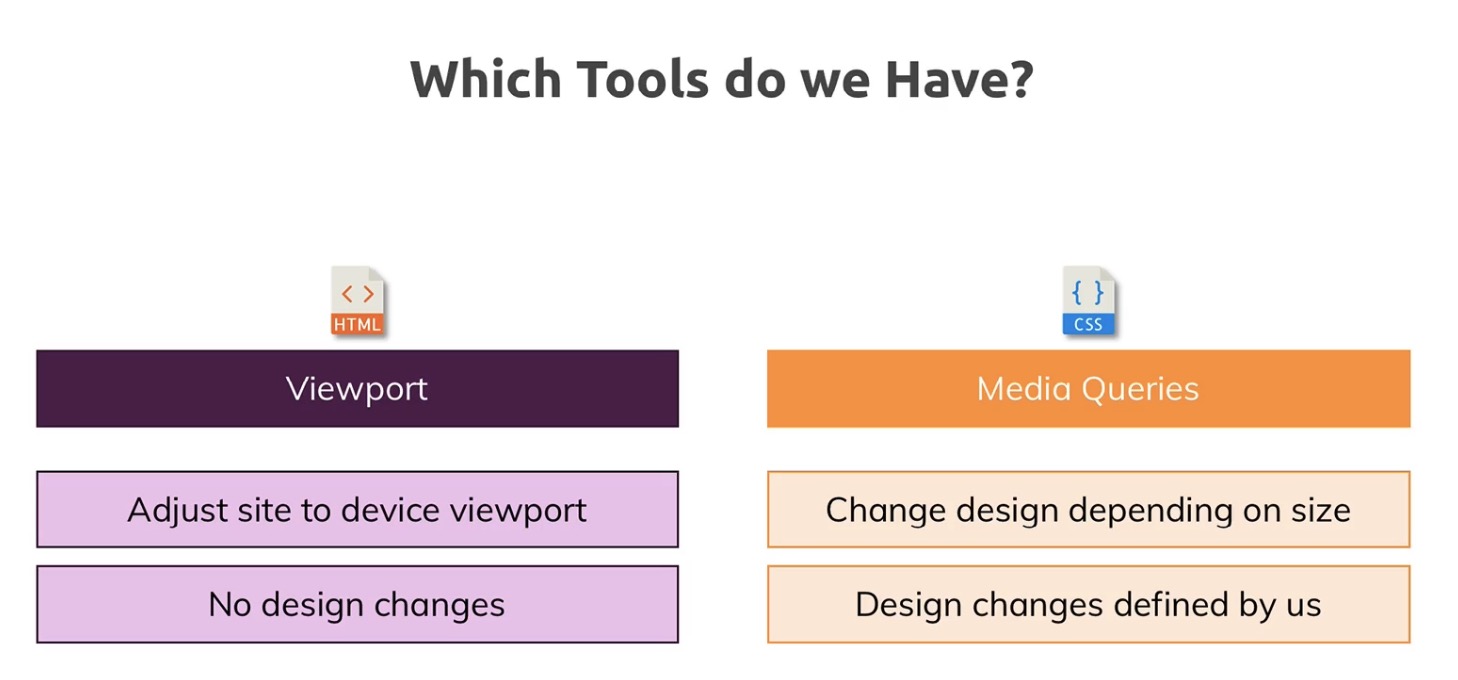 Which Tools do we Have?
< >
HTML
Viewport
Adjust site to device viewport
No design changes
{ }
CSS
Media Queries
Change design depending on size
Design changes defined by us